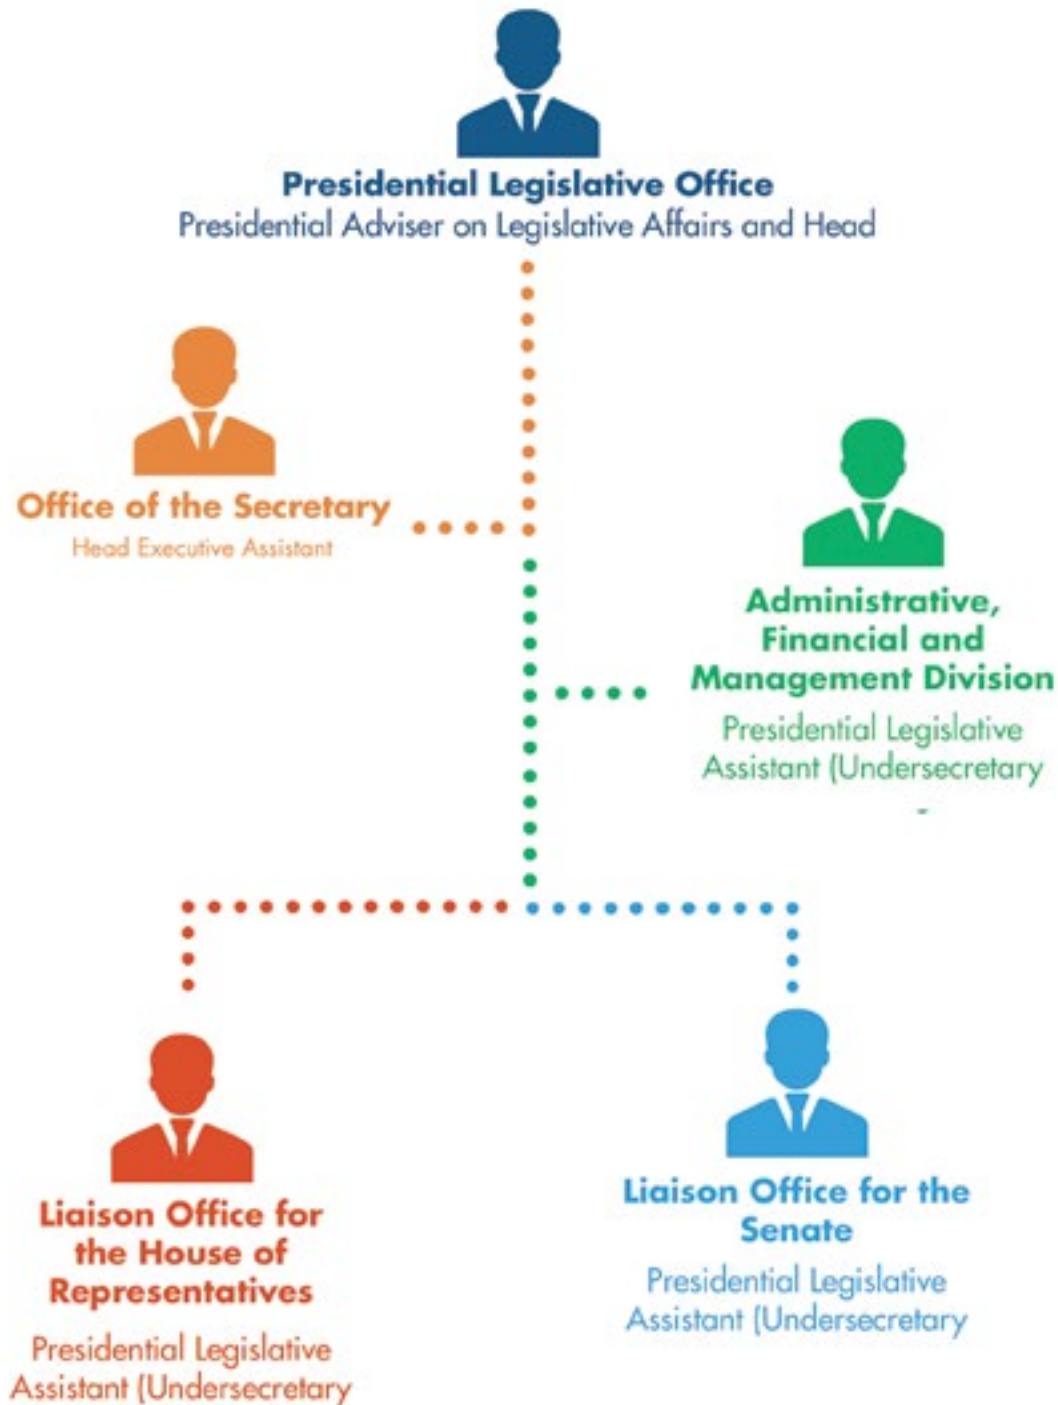 Presidential Legislative Office
Presidential Adviser on Legislative Affairs and Head
Office of the Secretary
Head Executive Assistant
Administrative,
Financial and
Management Division
Presidential Legislative
Assistant (Undersecretary
Liaison Office for
the House of
Representatives
Presidential Legislative
Assistant (Undersecretary
Liaison Office for the
Senate
Presidential Legislative
Assistant (Undersecretary